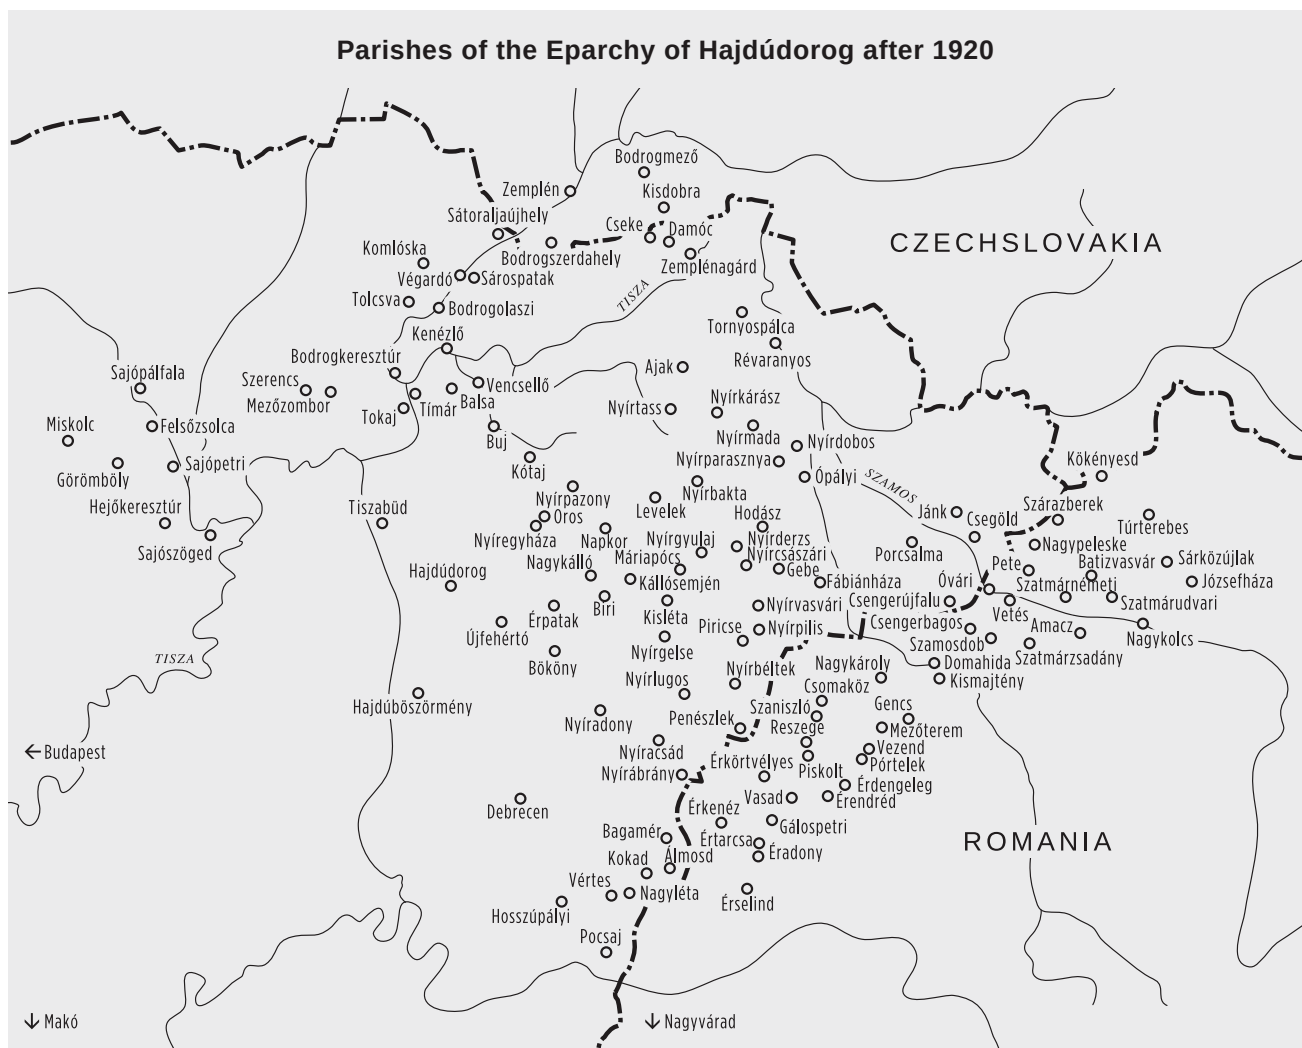 Parishes of the Eparchy of Hajdúdorog after 1920
Bodrogmező
Zemplén
Kisdobra
Sátoraljaújhely
Cseke
Damóc
CZECHSLOVAKIA
Komlóska
Bodrogszerdahely
Zemplénagárd
Végardó
Sárospatak
TISZA
Tolcsva
Bodrogolaszi
Tornyospálca
Kenézlő
Révaranyos
Bodrogkeresztúr
Ajak
Sajópálfala
Szerencs
Vencsellő
Mezőzombor
Balsa
Tímár
Tokaj
Nyírtass
Nyírkárász
Miskolc
Felsőzsolca
Buj
Nyírmada
Nyírdobos
Nyírparasznya
Kökényesd
Görömböly
Sajópetri
Kótaj
Ópályi
SZAMOS
Nyírpazony
Nyírbakta
Hejőkeresztúr
Tiszabüd
Levelek
Hodász
Jánk
Szárazberek
Oros
Csegöld
Túrterebes
Nyíregyháza
Napkor
Nyírgyulaj
Nyírderzs
Sajószöged
Máriapócs
Nyírcsászári
Porcsalma
Nagypeleske
Nagykálló
Gebe
Pete
Batizvasvár
Sárközújlak
Hajdúdorog
Kállósemjén
Fábiánháza
Óvári
Szatmárnémeti
Józsefháza
Biri
Kisléta
Nyírvasvári
Csengerújfalu
Vetés
Szatmárudvari
Érpatak
Piricse
Nyírpilis
Csengerbagos
Amacz
Újfehértó
Szamosdob
Nagykolcs
Nyírgelse
Szatmárzsadány
TISZA
Bököny
Nyírbéltek
Nagykároly
Domahida
Nyírlugos
Csomaköz
Kismajtény
Hajdúböszörmény
Szaniszló
Gencs
Nyíradony
Penészlek
Reszege
Mezőterem
Budapest
Nyíracsád
Vezend
Érkörtvélyes
Piskolt
Pórtelek
Nyírábrány
Érdengeleg
Debrecen
Érkenéz
Vasad
Érendréd
Bagamér
Értarcsa
Gálospetri
ROMANIA
Kokad
Álmosd
Éradony
Vértes
Nagyléta
Érselind
Hosszúpályi
Pocsaj
Makó
Nagyvárad